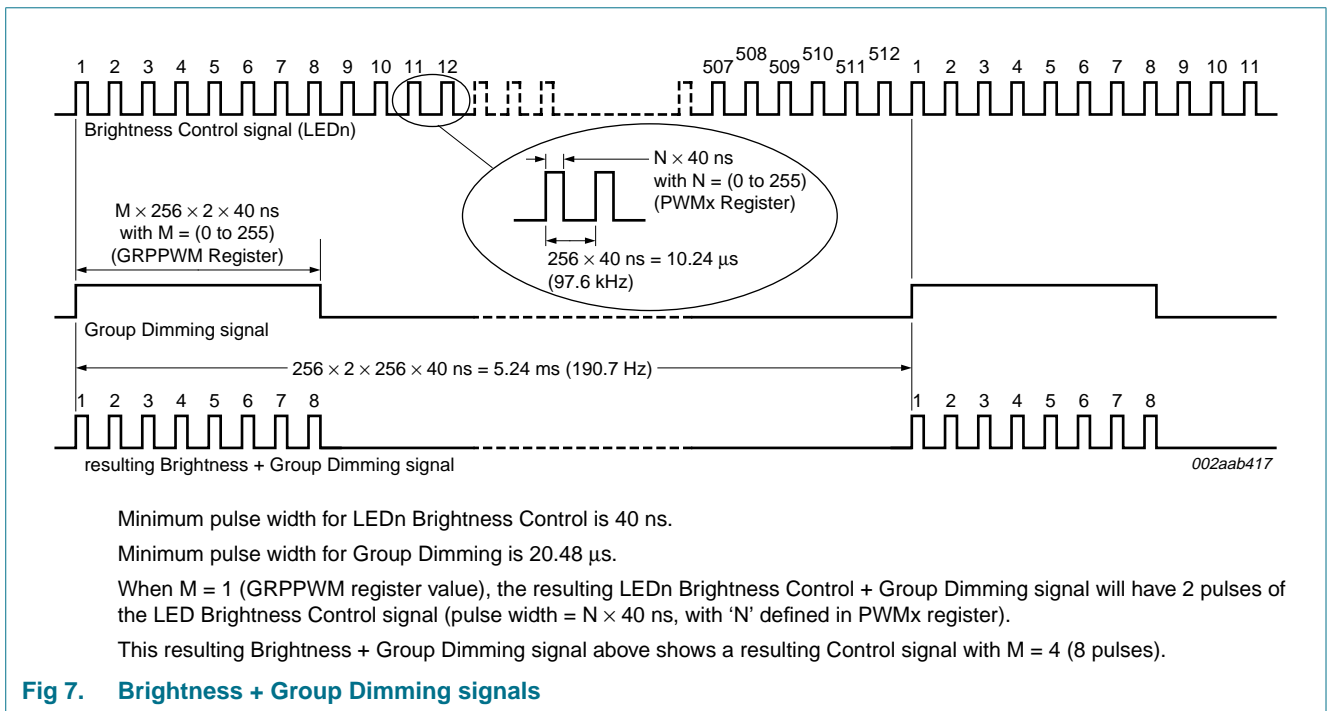 1 2 3 4 5 6 7 8 9 10 11 12 507 508 509 510 511 512 1 2 3 4 5 6 7 8 9 10 11
Brightness Control signal (LEDn)
N × 40 ns
with N = (0 to 255)
(PWMx Register)
256 × 40 ns = 10.24 μs
(97.6 kHz)
M × 256 × 2 × 40 ns
with M = (0 to 255)
(GRPPWM Register)
Group Dimming signal
256 × 2 × 256 × 40 ns = 5.24 ms (190.7 Hz)
1 2 3 4 5 6 7 8 1 2 3 4 5 6 7 8
resulting Brightness + Group Dimming signal
002aab417
Minimum pulse width for LEDn Brightness Control is 40 ns.
Minimum pulse width for Group Dimming is 20.48 μs.
When M = 1 (GRPPWM register value), the resulting LEDn Brightness Control + Group Dimming signal will have 2 pulses of
the LED Brightness Control signal (pulse width = N × 40 ns, with ‘N’ defined in PWMx register).
This resulting Brightness + Group Dimming signal above shows a resulting Control signal with M = 4 (8 pulses).
Fig 7. Brightness + Group Dimming signals